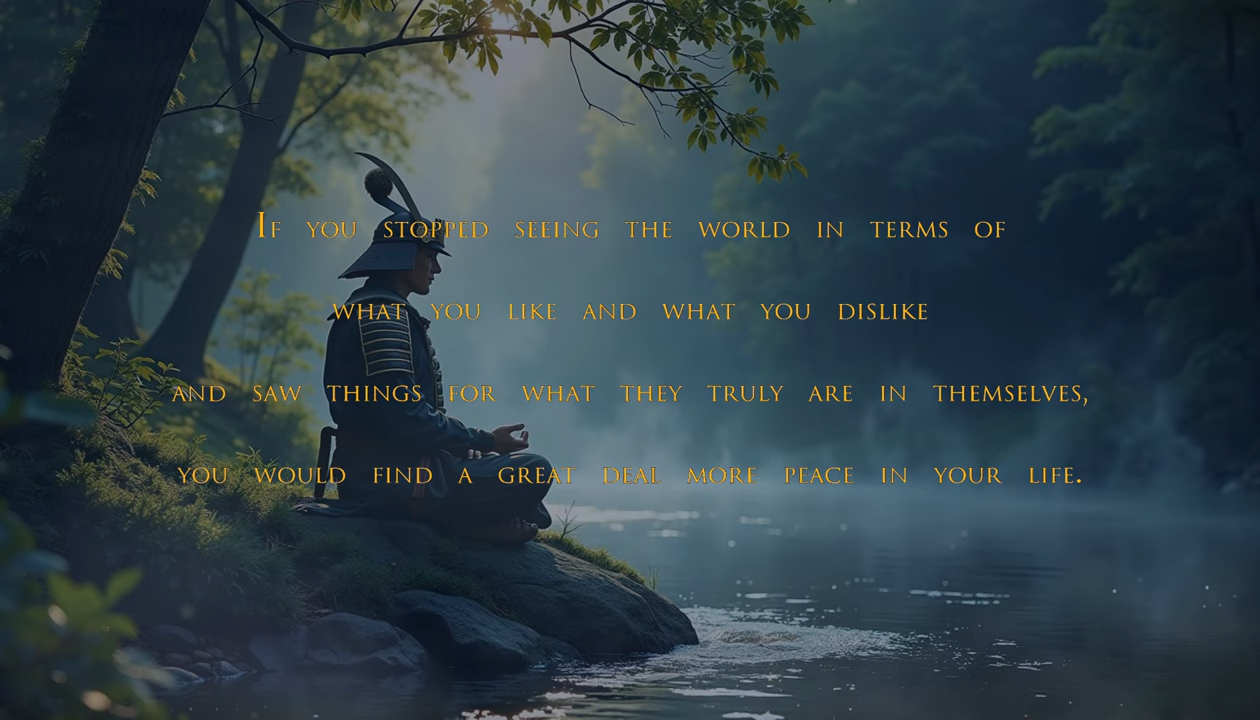 If you stopped seeing the world in terms of
what you like and what you dislike
and saw things for what they truly are in themselves,
you would find a great deal more peace in your life.